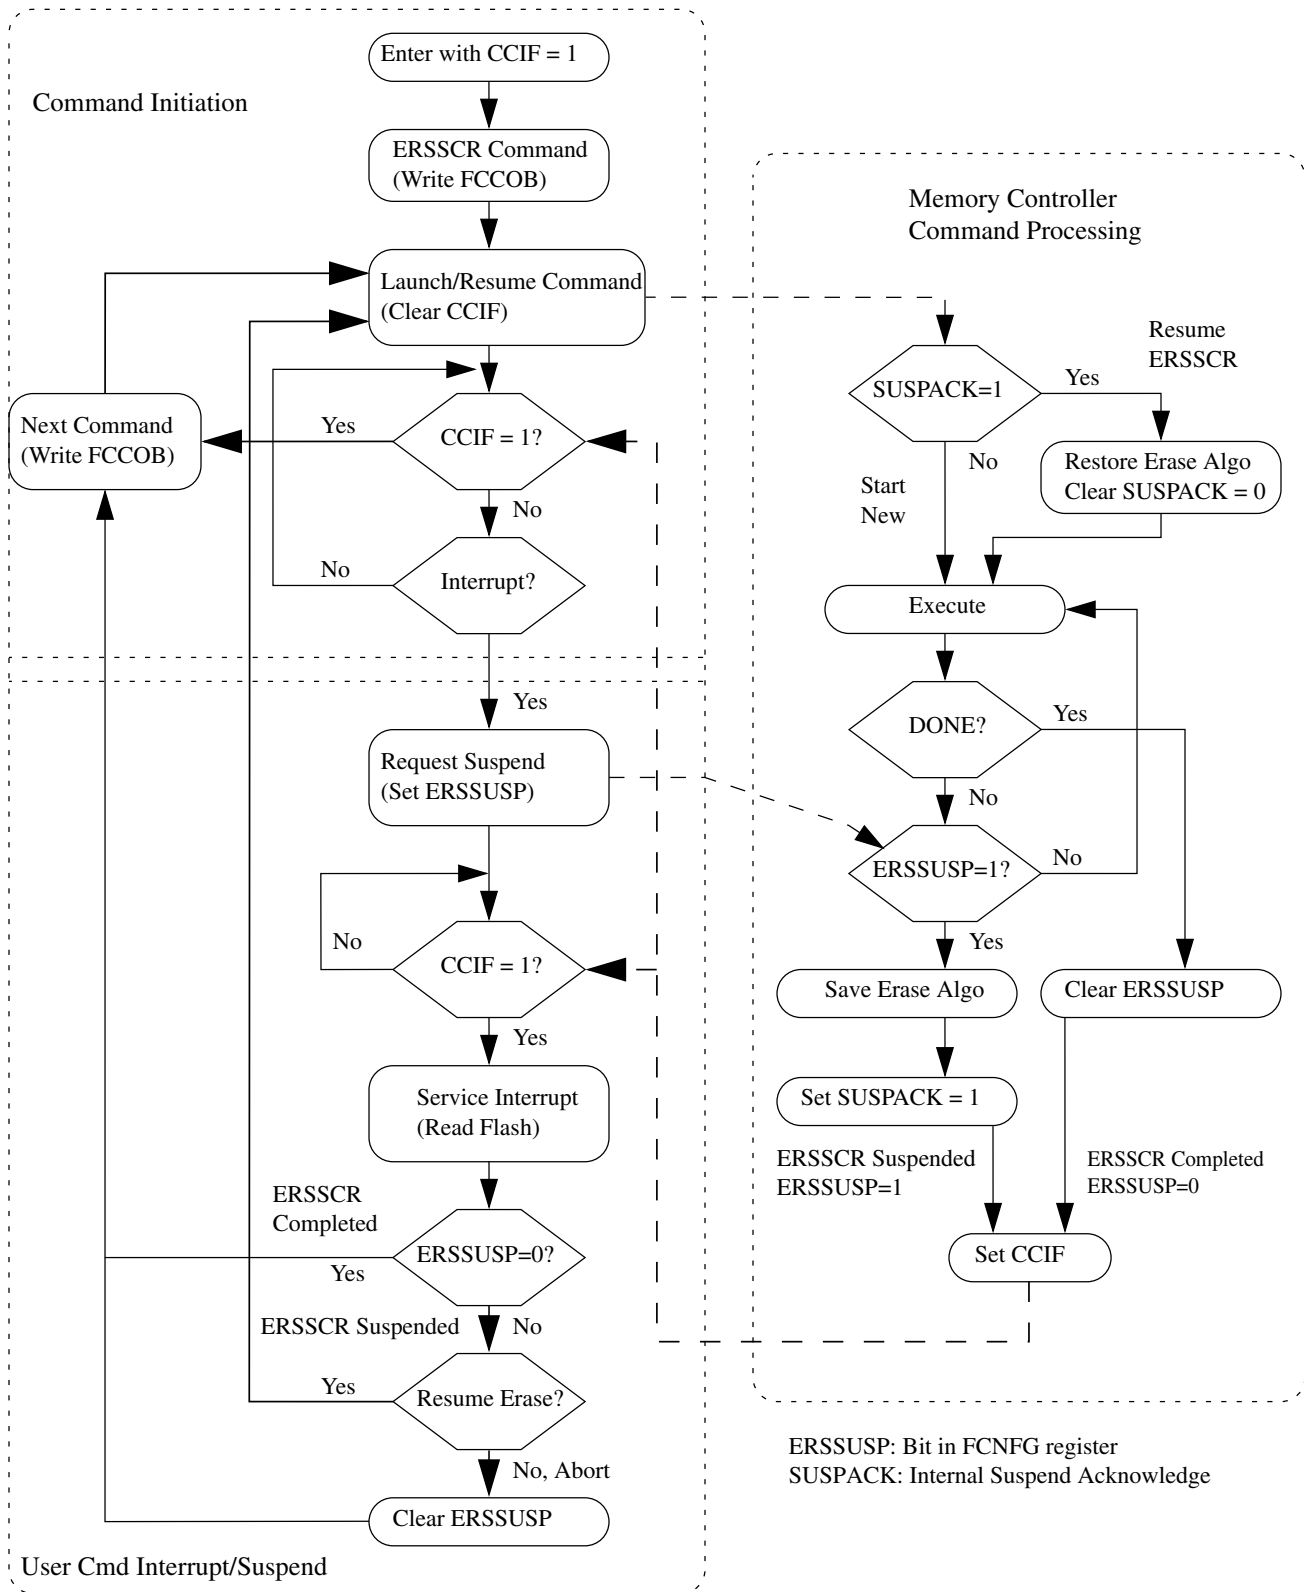 Enter with CCIF = 1
Command Initiation
ERSSCR Command
(Write FCCOB)
Launch/Resume Command
(Clear CCIF)
Next Command
(Write FCCOB)
Yes
CCIF = 1?
No
No
Interrupt?
Yes
Request Suspend
(Set ERSSUSP)
No
CCIF = 1?
Yes
Service Interrupt
(Read Flash)
ERSSCR
Completed
ERSSUSP=0?
Yes
ERSSCR Suspended
No
Yes
Resume Erase?
No, Abort
Clear ERSSUSP
User Cmd Interrupt/Suspend
Memory Controller
Command Processing
Resume
ERSSCR
SUSPACK=1
Yes
No
Start
New
Restore Erase Algo
Clear SUSPACK = 0
Execute
DONE?
Yes
No
ERSSUSP=1?
No
Yes
Save Erase Algo
Clear ERSSUSP
Set SUSPACK = 1
ERSSCR Suspended
ERSSUSP=1
ERSSCR Completed
ERSSUSP=0
Set CCIF
ERSSUSP: Bit in FCNFG register
SUSPACK: Internal Suspend Acknowledge